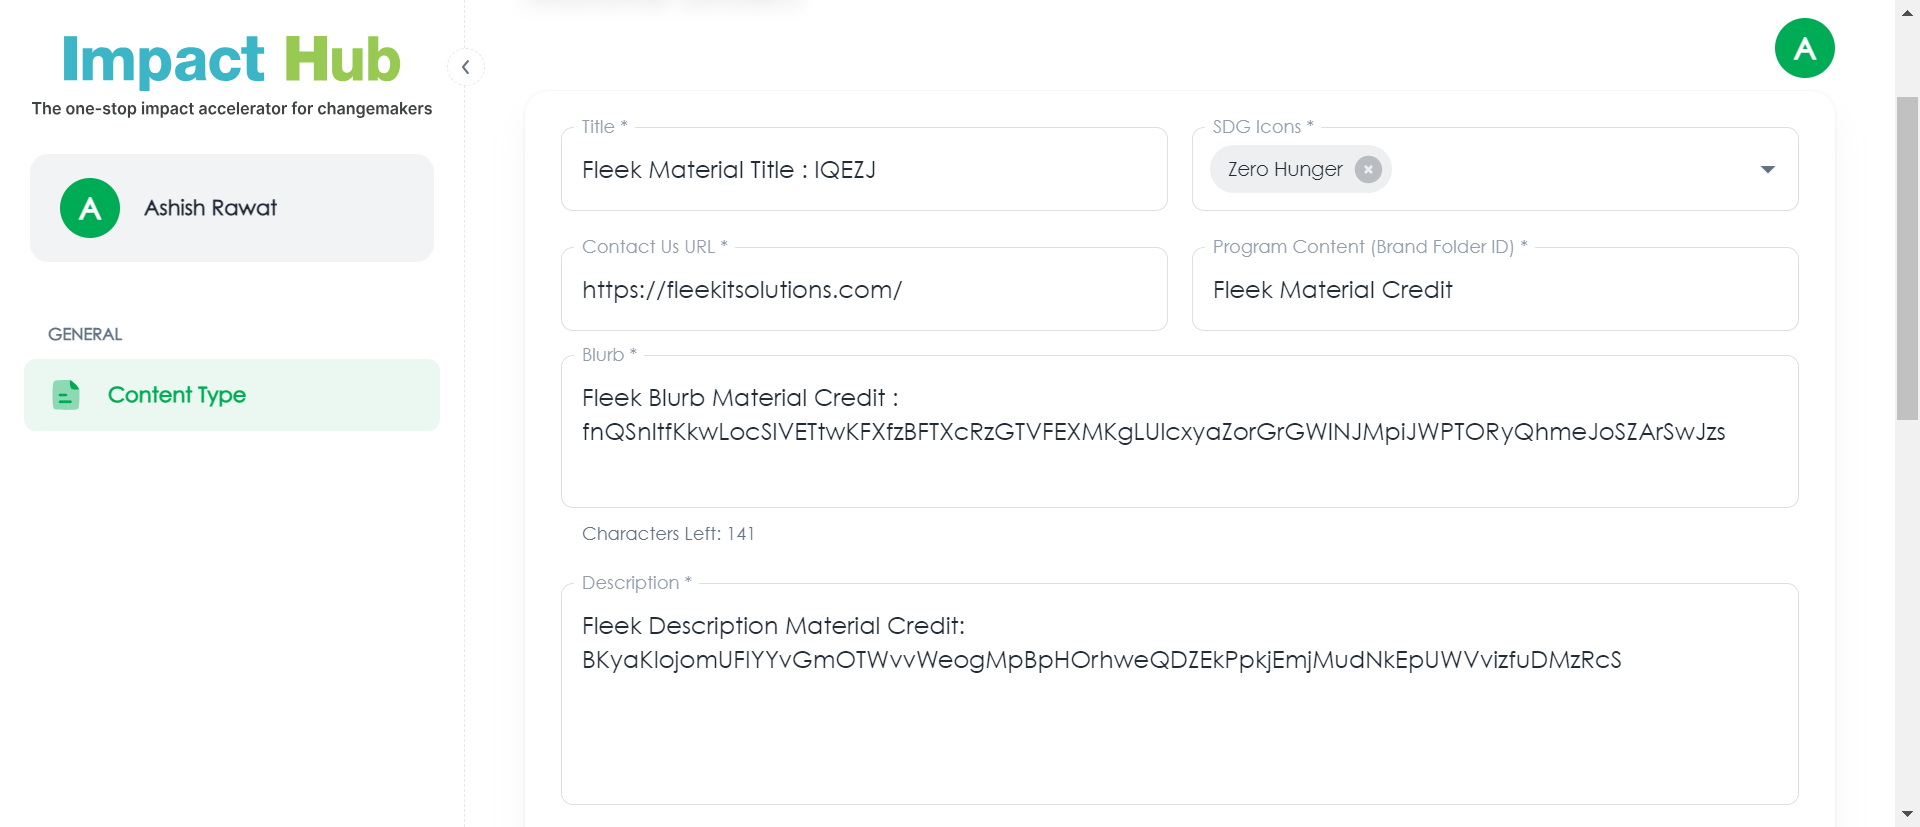 Impact Hub
The one-stop impact accelerator for changemakers
A
Ashish Rawat
GENERAL
Content Type
A
Title *
Fleek Material Title : IQEZJ
SDG Icons *
Zero Hunger
Contact Us URL *
https://fleekitsolutions.com/
Program Content (Brand Folder ID) *
Fleek Material Credit
Blurb *
Fleek Blurb Material Credit :
fnQSnItfKkwLocSlVETtwKFXfzBFTXcRzGTVFEXMKgLUlcxyaZorGrGWINJMpiJWPTORyQhmeJoSZArSwJzs
Characters Left: 141
Description *
Fleek Description Material Credit:
BKyaKlojomUFlYYvGmOTWvvWeogMpBpHOrhweQDZEkPpkjEmjMudNkEpUWVvizfuDMzRcS